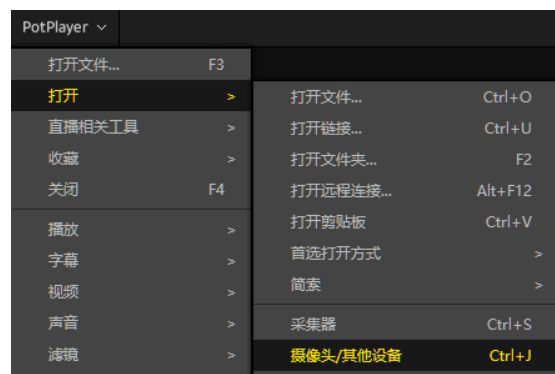 PotPlayer
打开文件... F3
打开 >
直播相关工具 >
收藏 >
关闭 F4
播放 >
字幕 >
视频 >
声音 >
滤镜 >
打开文件... Ctrl+O
打开链接... Ctrl+U
打开文件夹... F2
打开远程连接... Alt+F12
打开剪贴板 Ctrl+V
首选打开方式 >
简索 >
采集器 Ctrl+S
摄像头/其他设备 Ctrl+J